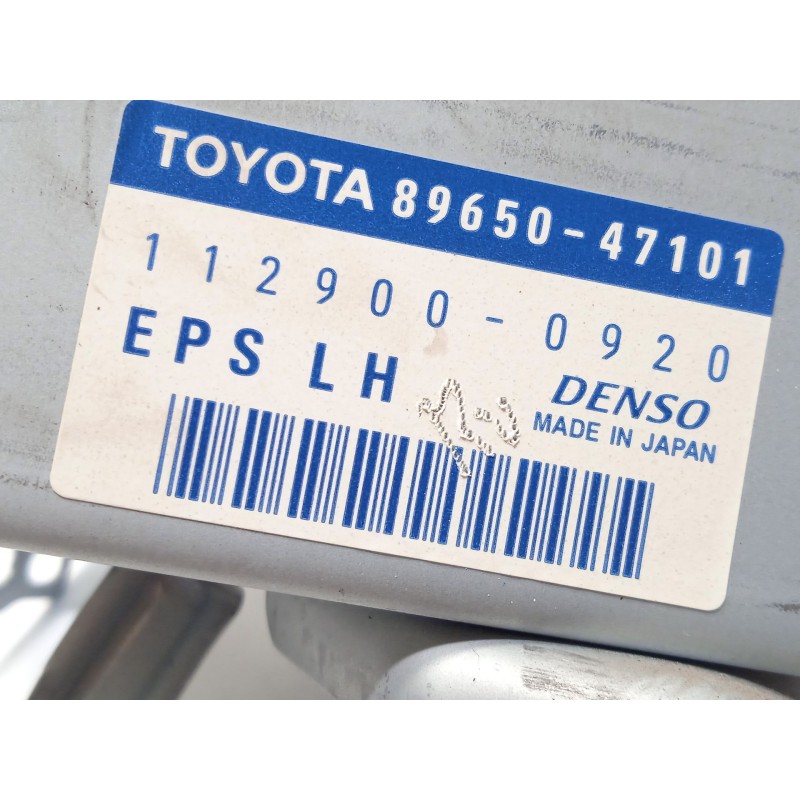 TOYOTA 89650-47101
112900-0920
EPS LH
DENSO
MADE IN JAPAN